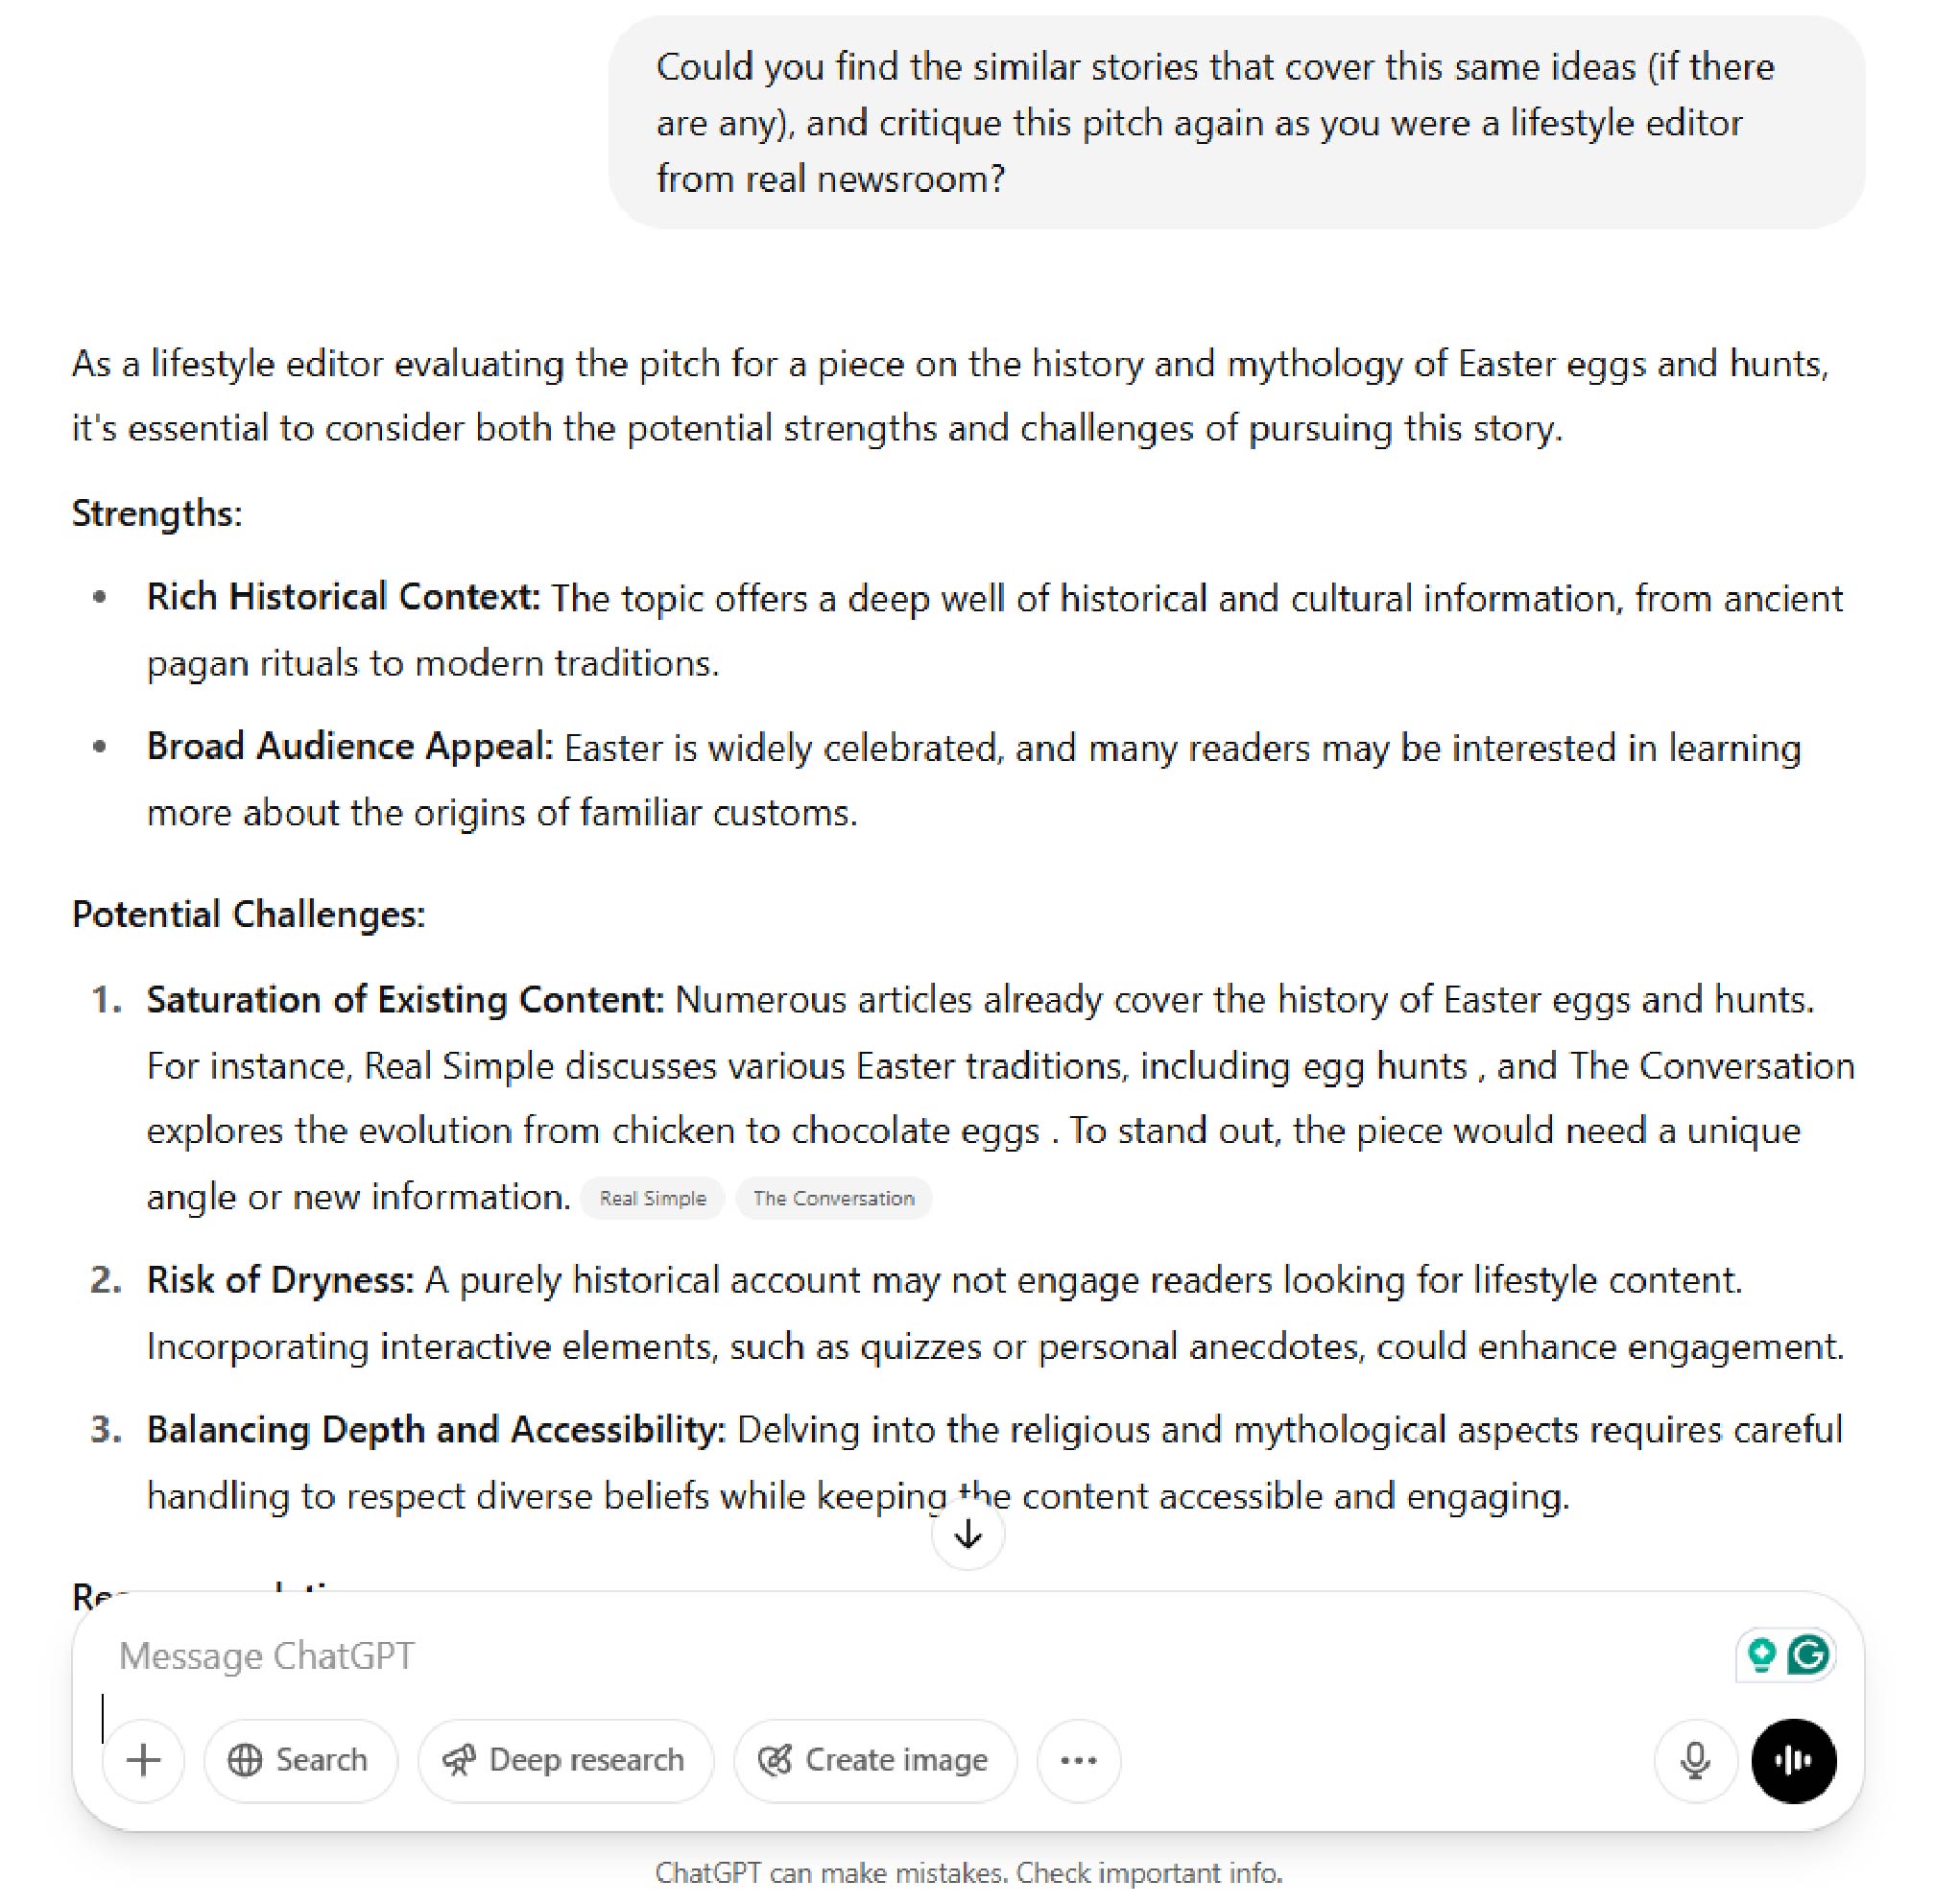 Could you find the similar stories that cover this same ideas (if there
are any), and critique this pitch again as you were a lifestyle editor
from real newsroom?
As a lifestyle editor evaluating the pitch for a piece on the history and mythology of Easter eggs and hunts,
it's essential to consider both the potential strengths and challenges of pursuing this story.
Strengths:
• Rich Historical Context: The topic offers a deep well of historical and cultural information, from ancient
pagan rituals to modern traditions.
• Broad Audience Appeal: Easter is widely celebrated, and many readers may be interested in learning
more about the origins of familiar customs.
Potential Challenges:
1. Saturation of Existing Content: Numerous articles already cover the history of Easter eggs and hunts.
For instance, Real Simple discusses various Easter traditions, including egg hunts , and The Conversation
explores the evolution from chicken to chocolate eggs . To stand out, the piece would need a unique
angle or new information. Real Simple The Conversation
2. Risk of Dryness: A purely historical account may not engage readers looking for lifestyle content.
Incorporating interactive elements, such as quizzes or personal anecdotes, could enhance engagement.
3. Balancing Depth and Accessibility: Delving into the religious and mythological aspects requires careful
handling to respect diverse beliefs while keeping the content accessible and engaging.
Message ChatGPT
Search Deep research Create image
ChatGPT can make mistakes. Check important info.